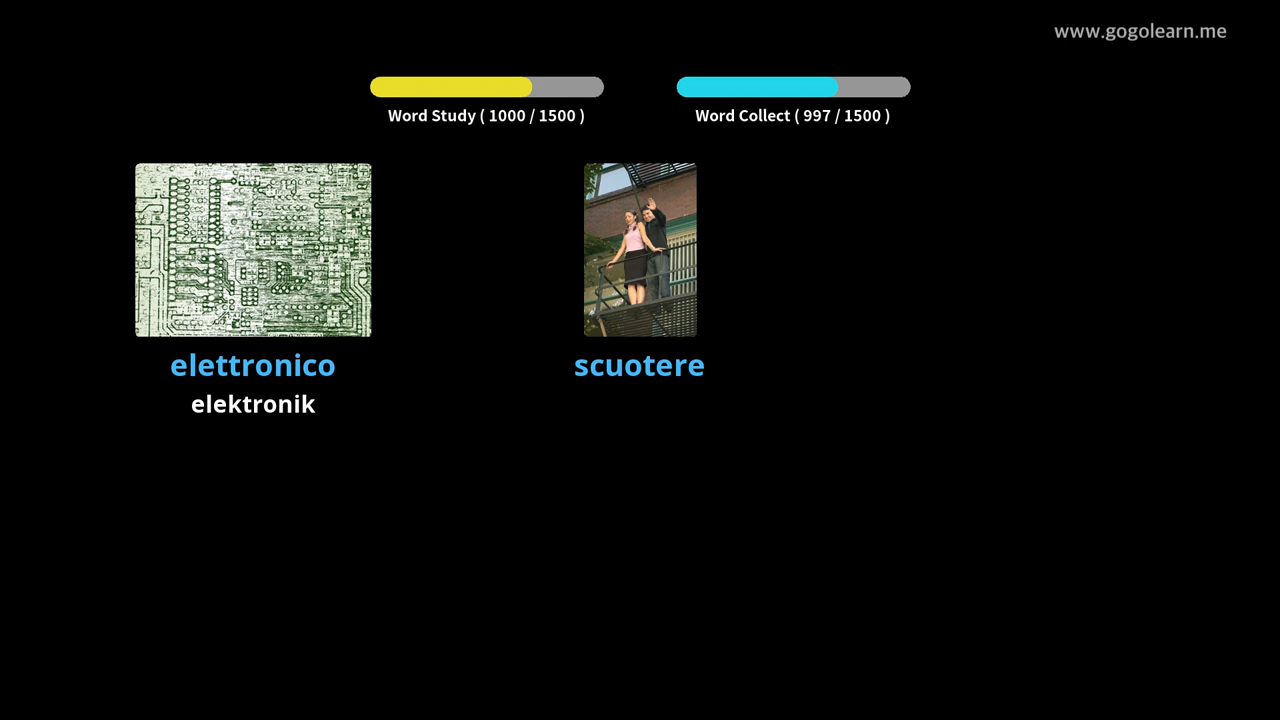 www.gogolearn.me
Word Study ( 1000 / 1500 )
Word Collect ( 997 / 1500 )
elettronico
scuotere
elektronik